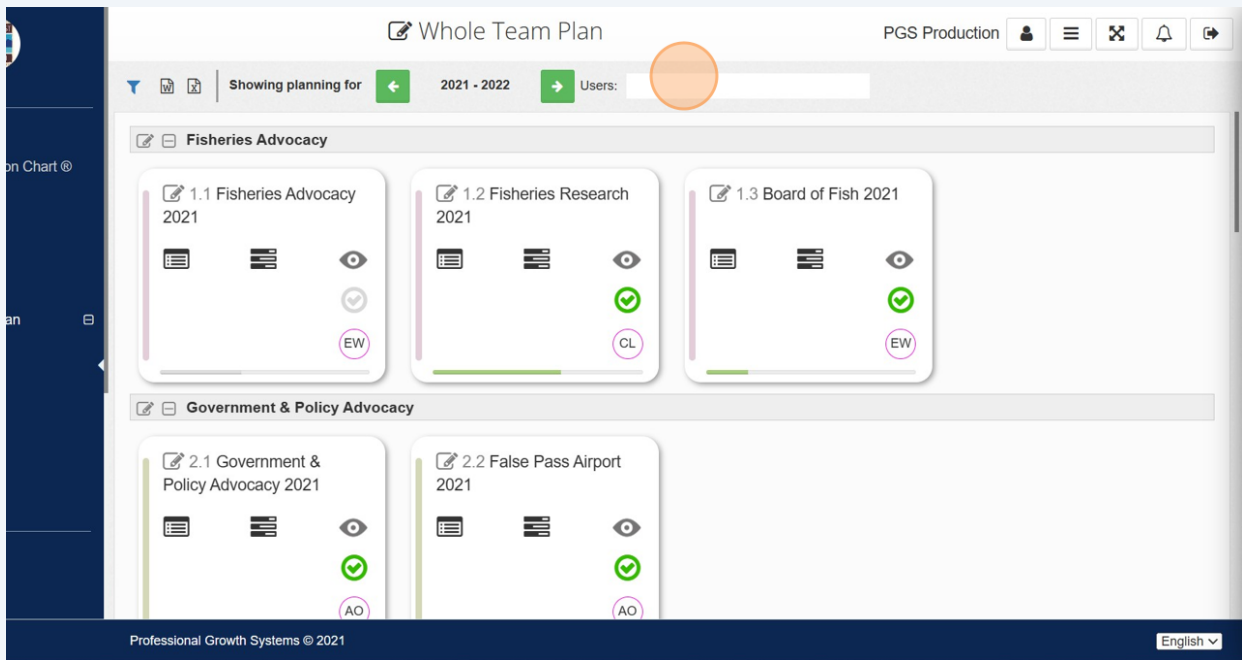 Whole Team Plan
PGS Production
Showing planning for
2021 - 2022
Users:
on Chart ®
an
Fisheries Advocacy
1.1 Fisheries Advocacy
2021
EW
1.2 Fisheries Research
2021
CL
1.3 Board of Fish 2021
EW
Government & Policy Advocacy
2.1 Government &
Policy Advocacy 2021
AO
2.2 False Pass Airport
2021
AO
Professional Growth Systems © 2021
English